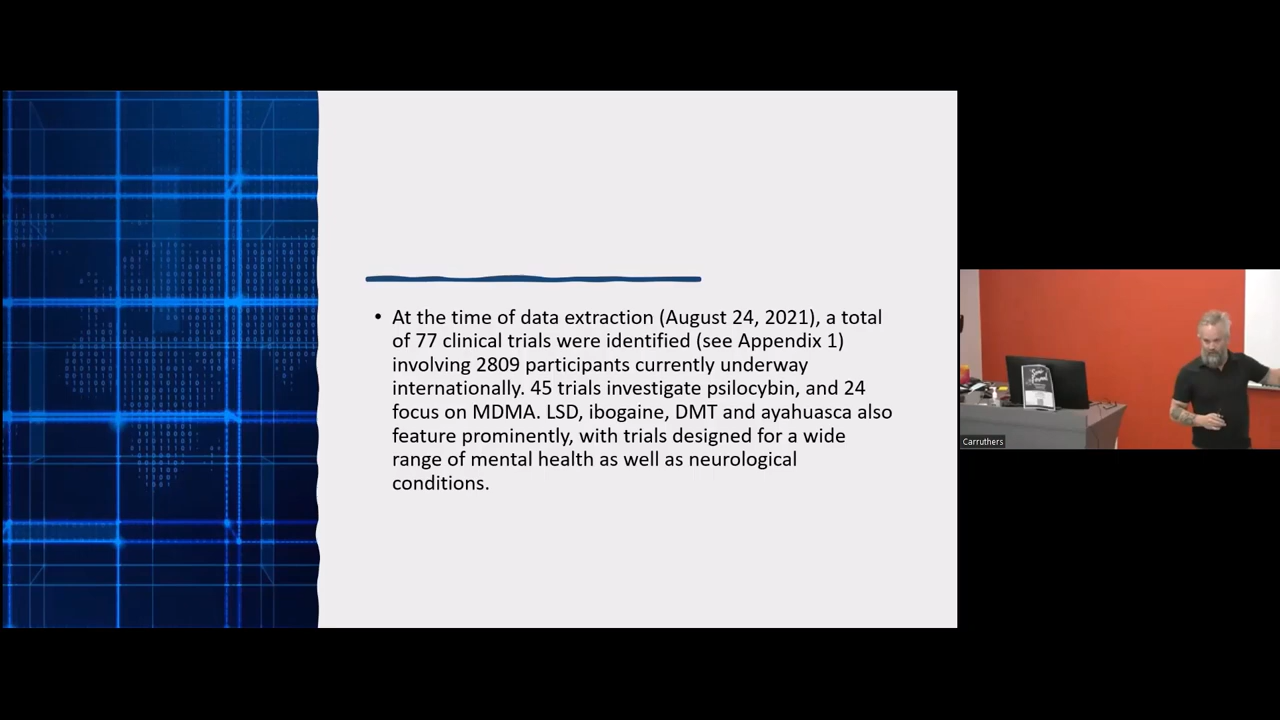 • At the time of data extraction (August 24, 2021), a total
of 77 clinical trials were identified (see Appendix 1)
involving 2809 participants currently underway
internationally. 45 trials investigate psilocybin, and 24
focus on MDMA. LSD, ibogaine, DMT and ayahuasca also
feature prominently, with trials designed for a wide
range of mental health as well as neurological
conditions.
Carruthers